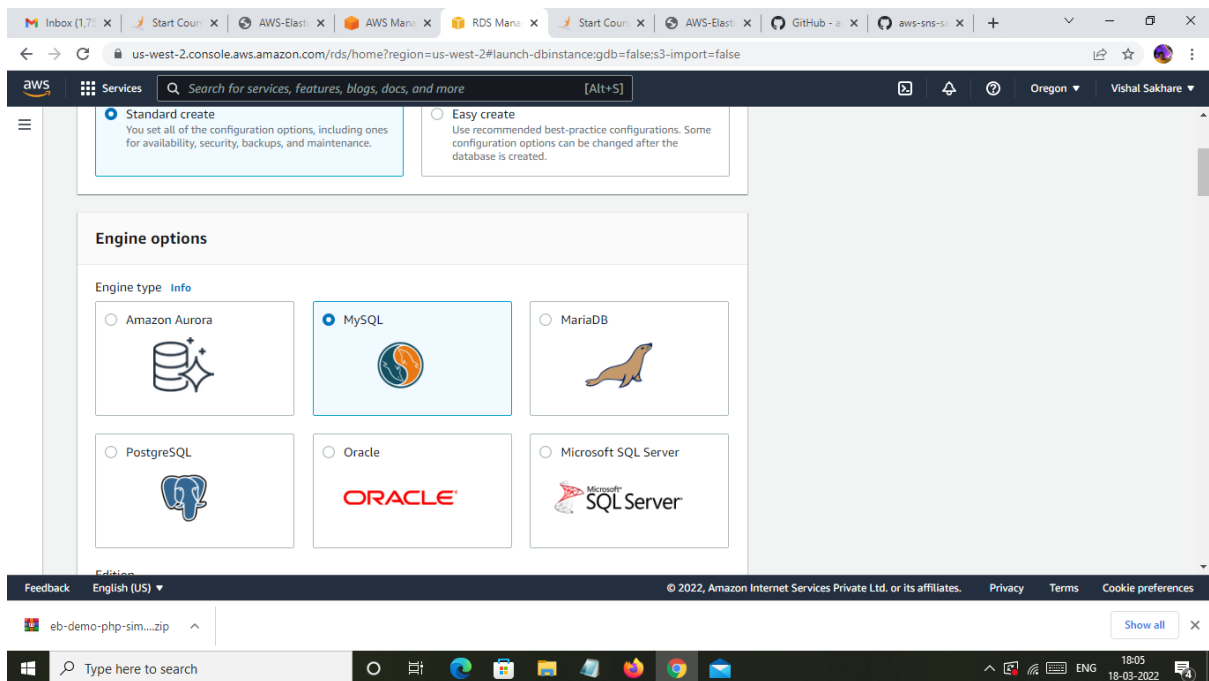 Inbox (1,7
Start Cour
AWS-Elast
AWS Mana
RDS Mana
Start Cour
AWS-Elast
GitHub - a
aws-sns-s
us-west-2.console.aws.amazon.com/rds/home?region=us-west-2#launch-dbinstance:gdb=false;s3-import=false
aws
Services
Search for services, features, blogs, docs, and more
[Alt+S]
Oregon
Vishal Sakhare
Standard create
You set all of the configuration options, including ones
for availability, security, backups, and maintenance.
Easy create
Use recommended best-practice configurations. Some
configuration options can be changed after the
database is created.
Engine options
Engine type Info
Amazon Aurora
MySQL
MariaDB
PostgreSQL
Oracle
ORACLE
Microsoft SQL Server
Microsoft
SQL Server
Edition
Feedback
English (US)
© 2022, Amazon Internet Services Private Ltd. or its affiliates.
Privacy
Terms
Cookie preferences
eb-demo-php-sim....zip
Show all
Type here to search
ENG
18:05
18-03-2022
4